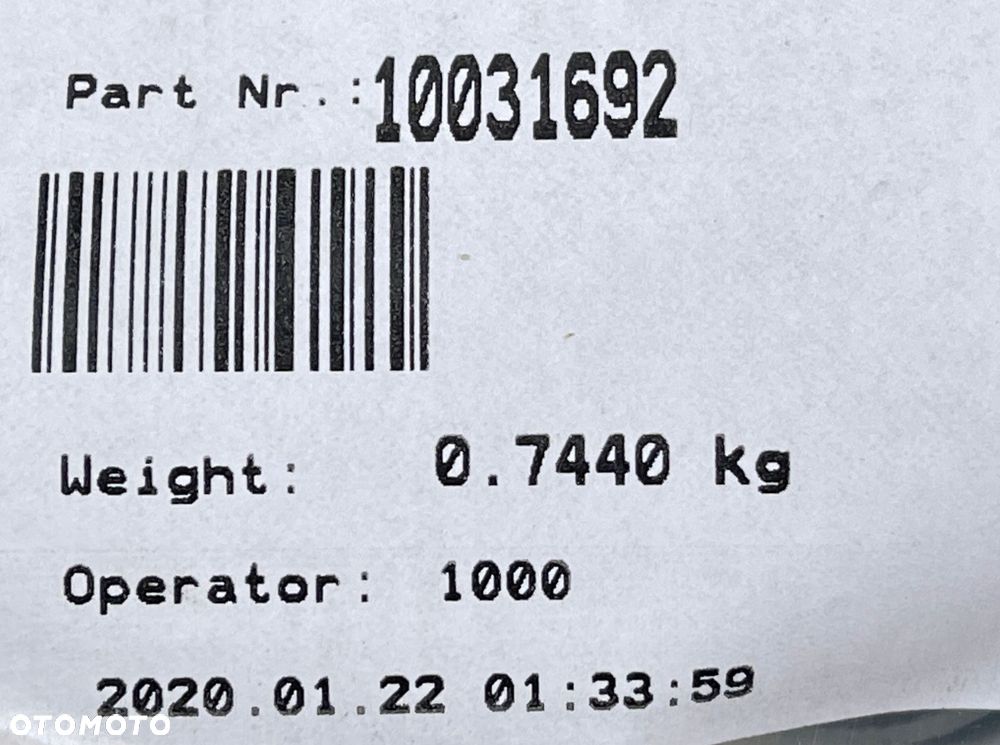 Part Nr.:10031692
Weight: 0.7440 kg
Operator: 1000
2020.01.22 01:33:59
OTOMOTO